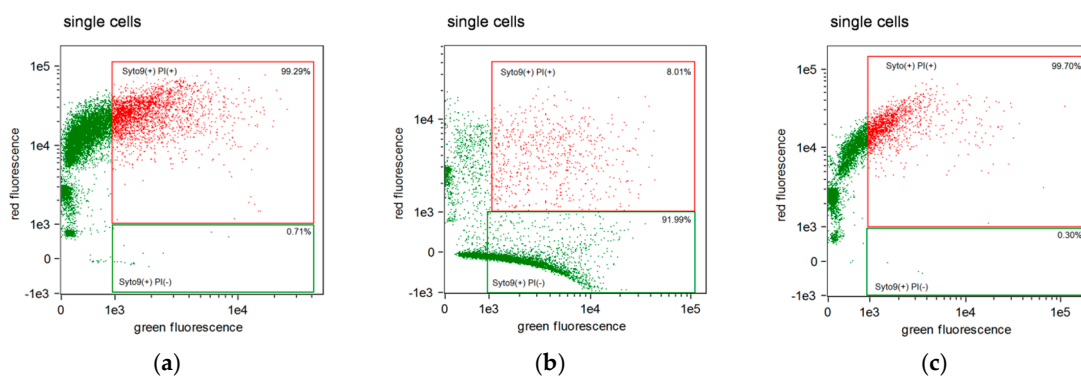 single cells
1e5
1e4
1e3
0
-1e3
red fluorescence
Syto9(+) PI(+)
99.29%
0.71%
Syto9(+) PI(-)
0
1e3
1e4
green fluorescence
(a)
single cells
1e4
1e3
0
-1e3
red fluorescence
Syto9(+) PI(+)
8.01%
91.99%
Syto9(+) PI(-)
0
1e3
1e4
1e5
green fluorescence
(b)
single cells
1e5
1e4
1e3
0
-1e3
red fluorescence
Syto(+) PI(+)
99.70%
0.30%
Syto9(+) PI(-)
0
1e3
1e4
1e5
green fluorescence
(c)